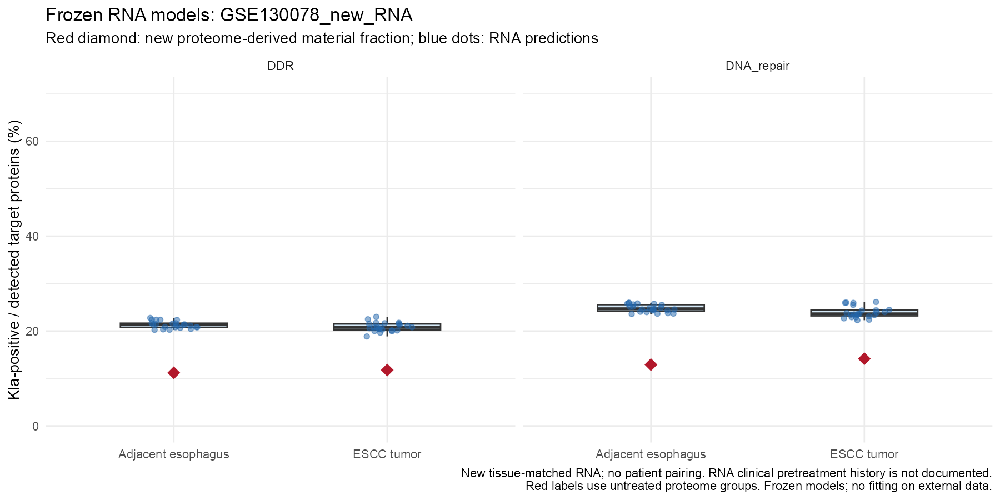 Frozen RNA models: GSE130078_new_RNA
Red diamond: new proteome-derived material fraction; blue dots: RNA predictions
DDR
DNA_repair
Kla-positive / detected target proteins (%)
60
40
20
0
Adjacent esophagus
ESCC tumor
Adjacent esophagus
ESCC tumor
New tissue-matched RNA; no patient pairing. RNA clinical pretreatment history is not documented.
Red labels use untreated proteome groups. Frozen models; no fitting on external data.